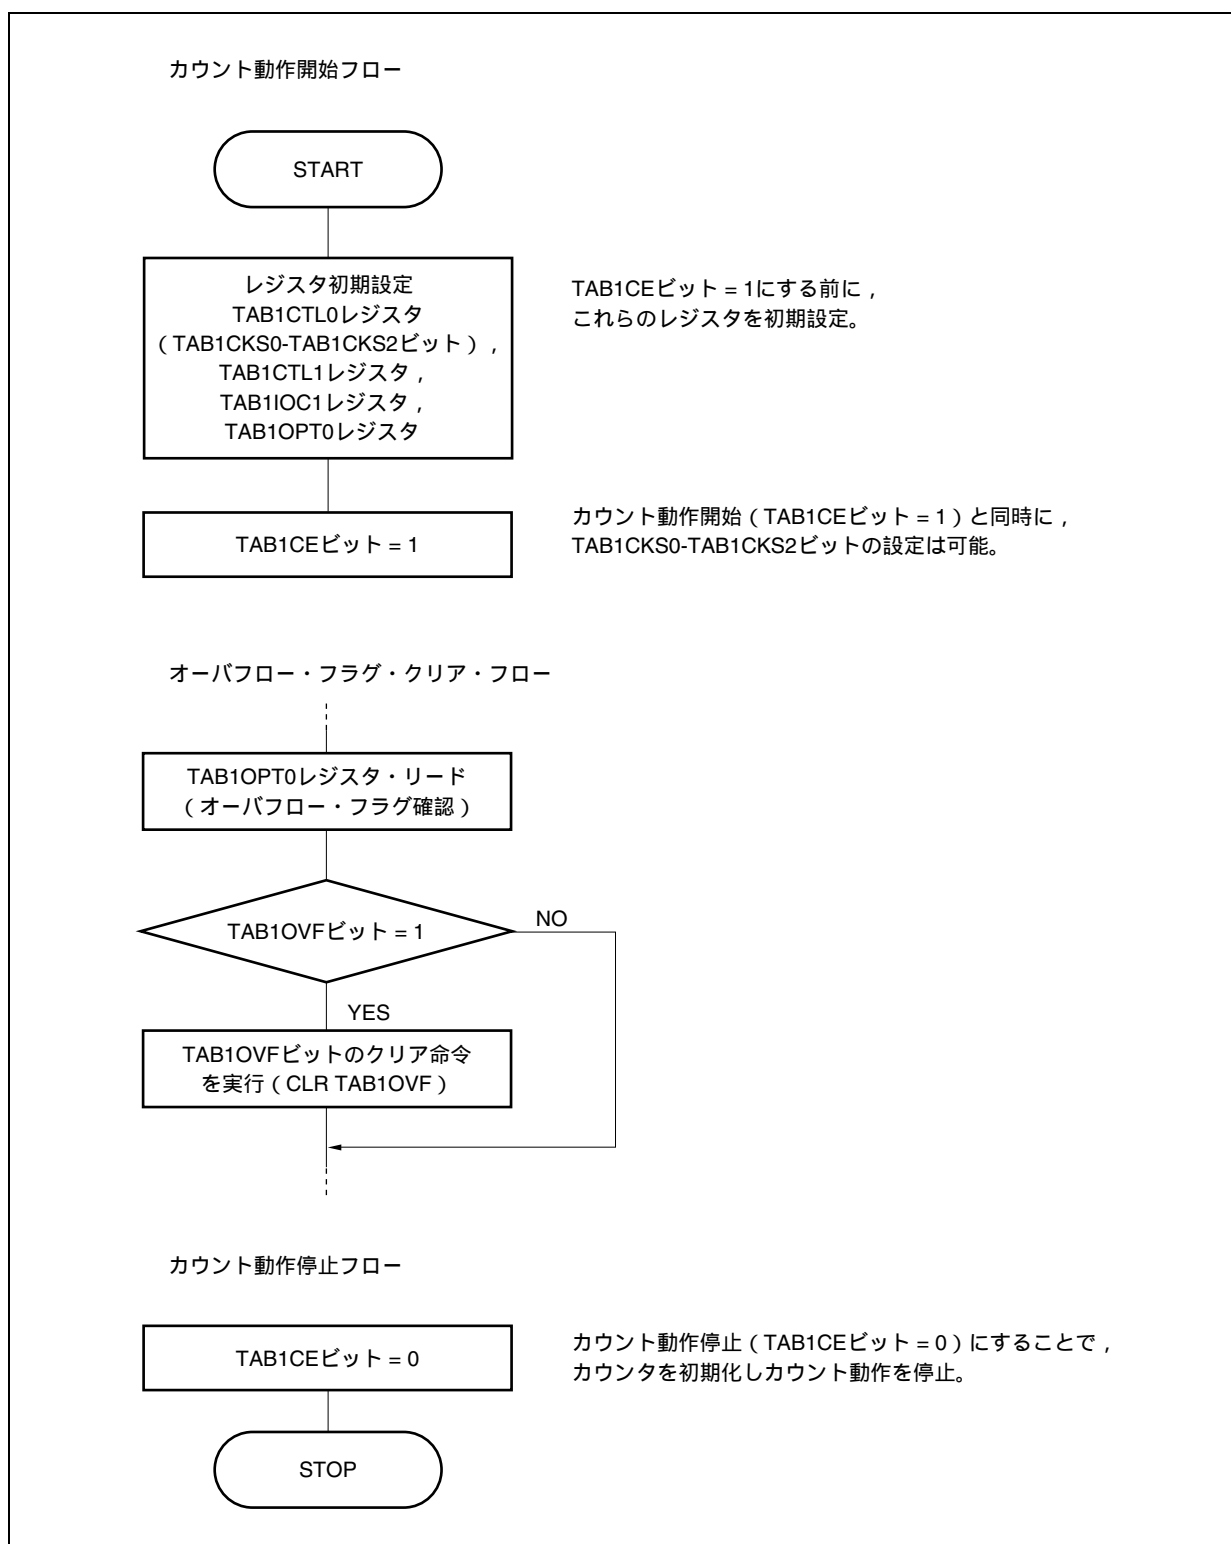 カウント動作開始フロー
START
レジスタ初期設定
TAB1CTL0レジスタ
（TAB1CKS0-TAB1CKS2ビット），
TAB1CTL1レジスタ，
TAB1IOC1レジスタ，
TAB1OPT0レジスタ
TAB1CEビット = 1にする前に，
これらのレジスタを初期設定。
TAB1CEビット = 1
カウント動作開始（TAB1CEビット = 1）と同時に，
TAB1CKS0-TAB1CKS2ビットの設定は可能。
オーバフロー・フラグ・クリア・フロー
TAB1OPT0レジスタ・リード
（オーバフロー・フラグ確認）
TAB1OVFビット = 1
NO
YES
TAB1OVFビットのクリア命令
を実行（CLR TAB1OVF）
カウント動作停止フロー
TAB1CEビット = 0
カウント動作停止（TAB1CEビット = 0）にすることで，
カウンタを初期化しカウント動作を停止。
STOP